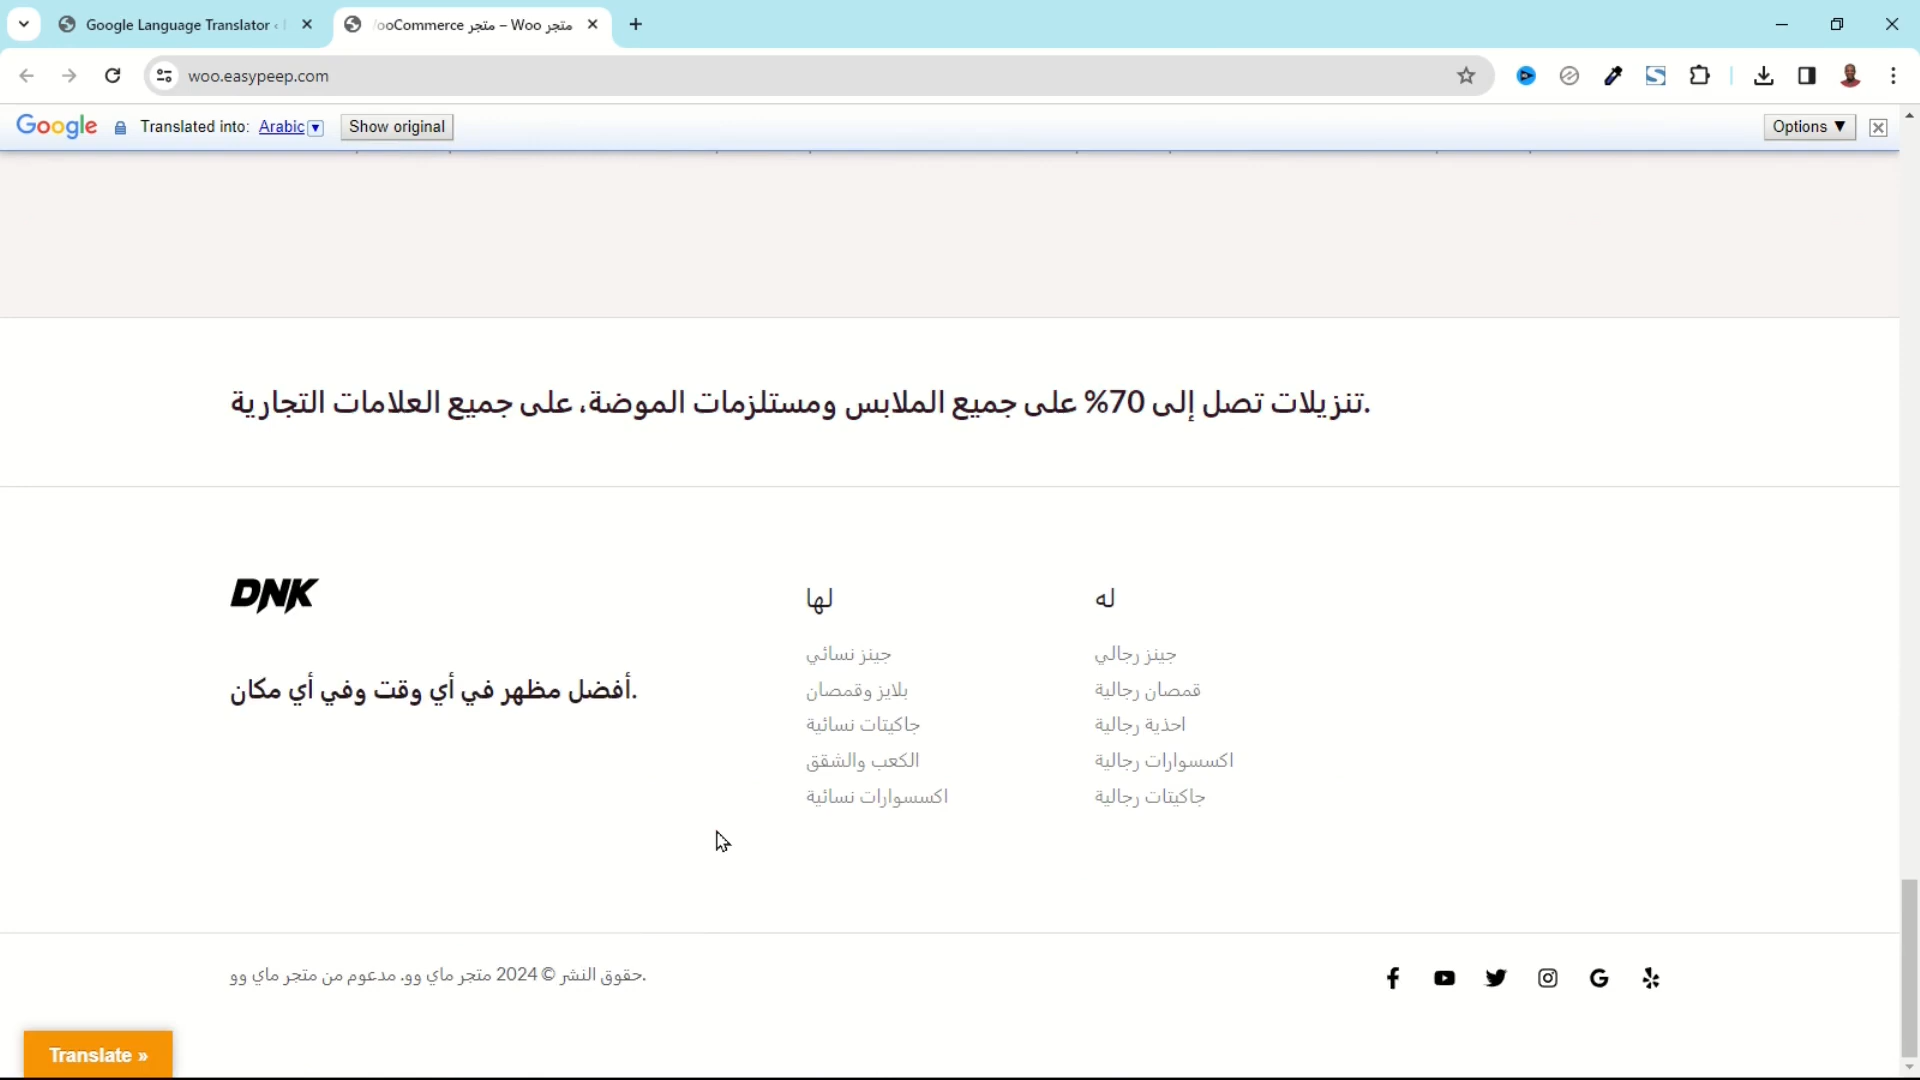 Google Language Translator ‹
متجر Woo – متجر ooCommerce
woo.easypeep.com
Google
Translated into: Arabic
Show original
Options ▼
تنزيلات تصل إلى 70% على جميع الملابس ومستلزمات الموضة، على جميع العلامات التجارية.
DNK
أفضل مظهر في أي وقت وفي أي مكان.
لها
جينز نسائي
بلايز وقمصان
جاكيتات نسائية
الكعب والشقق
اكسسوارات نسائية
له
جينز رجالي
قمصان رجالية
احذية رجالية
اكسسوارات رجالية
جاكيتات رجالية
حقوق النشر © 2024 متجر ماي وو. مدعوم من متجر ماي وو.
Translate »